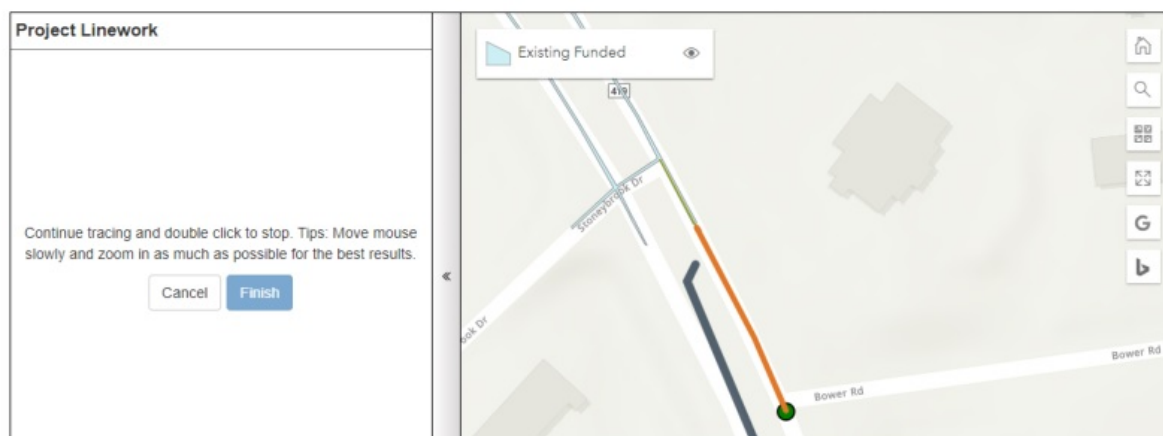 Project Linework
Continue tracing and double click to stop. Tips: Move mouse
slowly and zoom in as much as possible for the best results.
Cancel
Finish
«
Existing Funded
419
Stoneybrook Dr
ook Dr
Bower Rd
Bower Rd
G
b